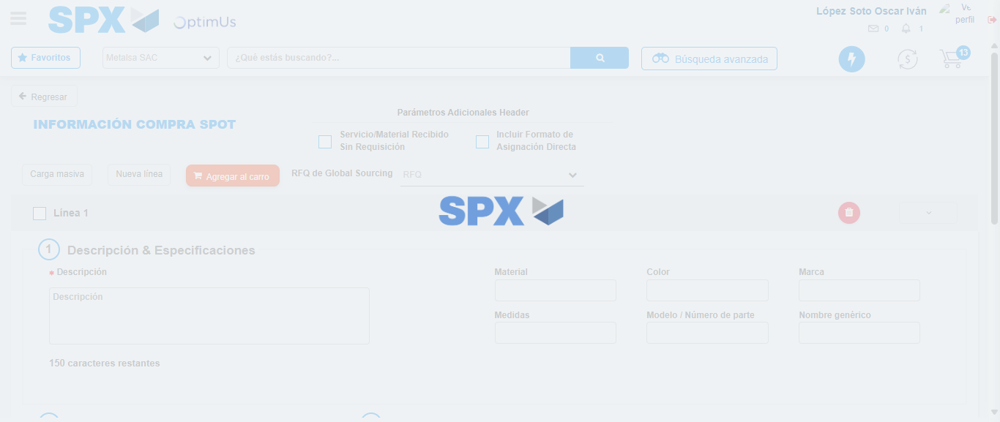 SPX
OptimUs
López Soto Oscar Iván
0
1
Ve
perfil
Favoritos
Metalsa SAC
¿Qué estás buscando?...
Búsqueda avanzada
$
13
Regresar
INFORMACIÓN COMPRA SPOT
Parámetros Adicionales Header
Servicio/Material Recibido
Sin Requisición
Incluir Formato de
Asignación Directa
Carga masiva
Nueva línea
Agregar al carro
RFQ de Global Sourcing
RFQ
SPX
Línea 1
1
Descripción & Especificaciones
* Descripción
Material
Color
Marca
Descripción
Medidas
Modelo / Número de parte
Nombre genérico
150 caracteres restantes